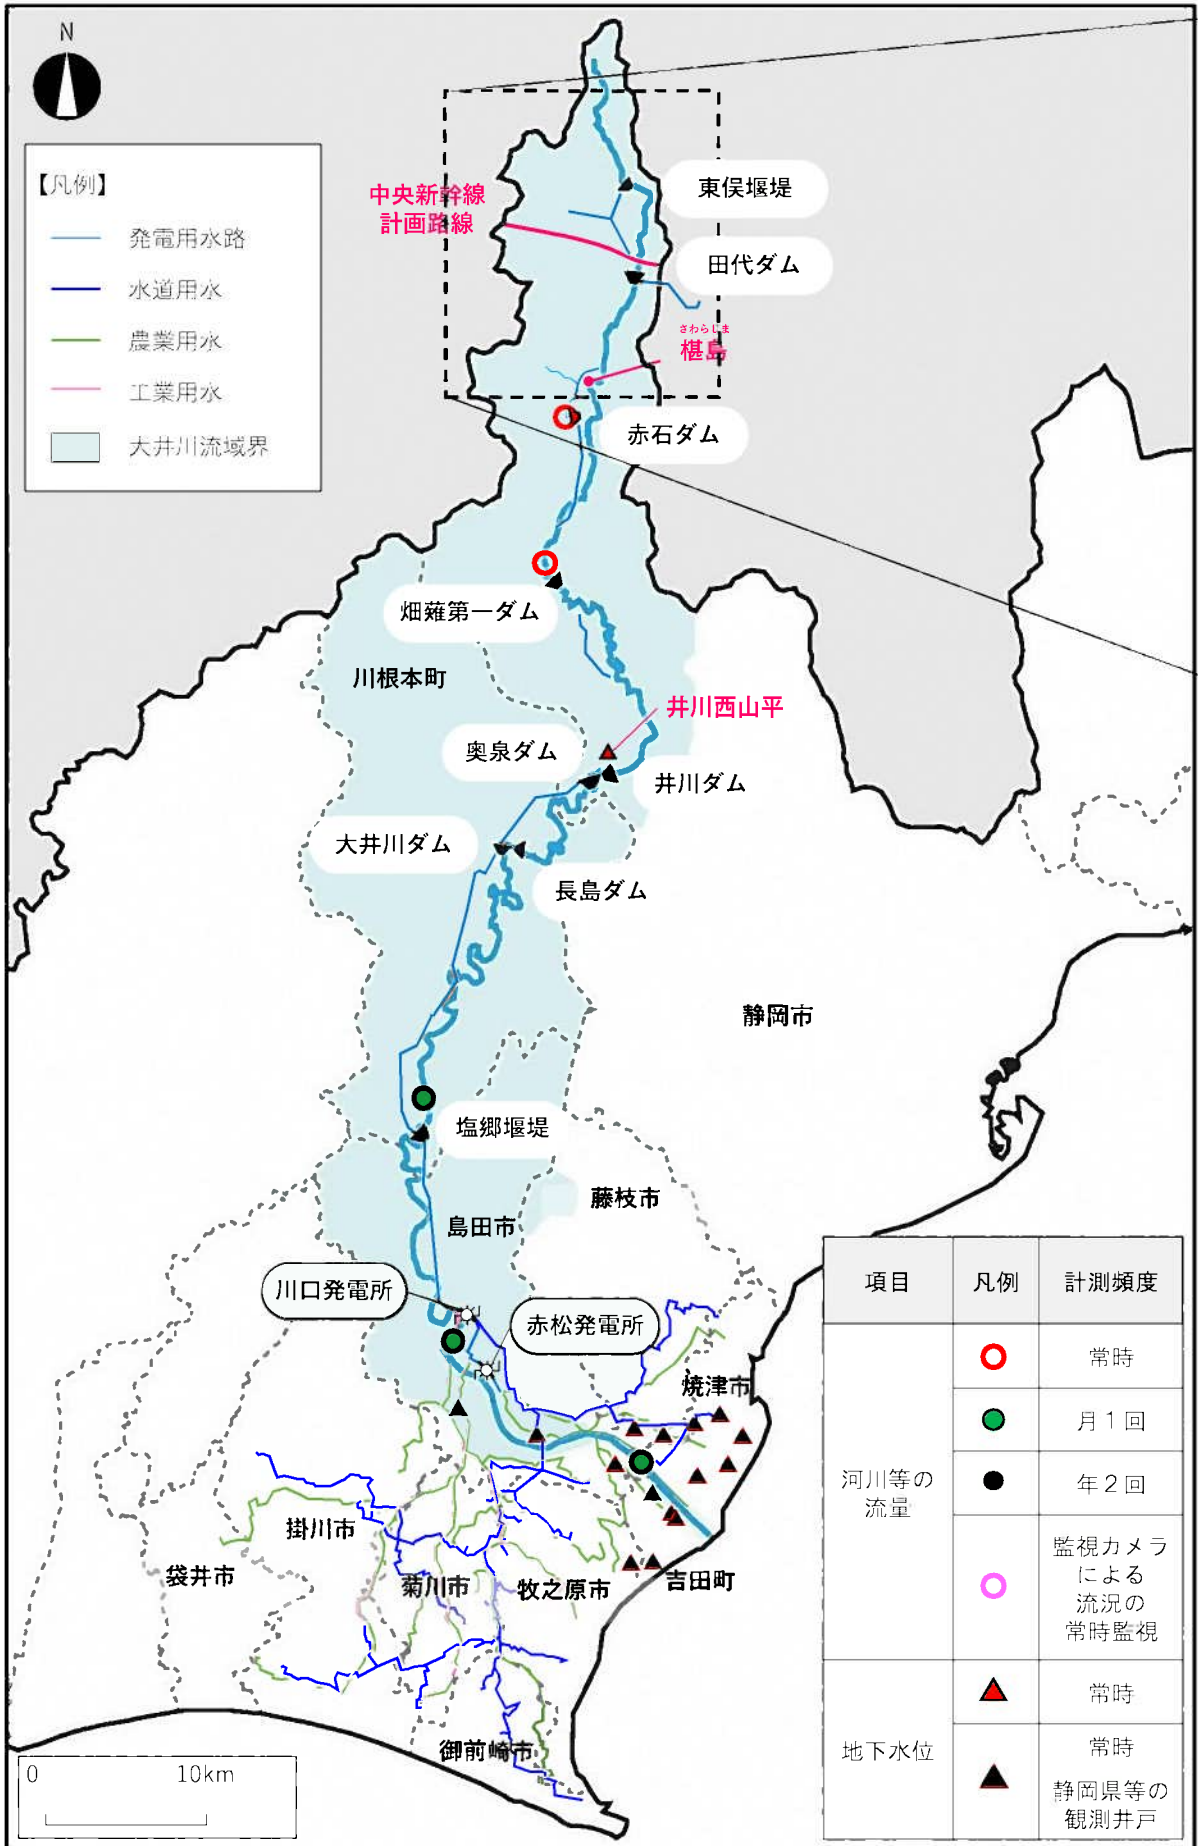 N
【凡例】
発電用水路
水道用水
農業用水
工業用水
大井川流域界
中央新幹線
計画路線
東俣堰堤
田代ダム
さわらじま
椹島
赤石ダム
畑薙第一ダム
川根本町
井川西山平
奥泉ダム
井川ダム
大井川ダム
長島ダム
静岡市
塩郷堰堤
藤枝市
島田市
川口発電所
赤松発電所
焼津市
掛川市
袋井市
菊川市
牧之原市
吉田町
御前崎市
0 10km
項目 凡例 計測頻度
河川等の
流量
常時
月1回
年2回
監視カメラ
による
流況の
常時監視
地下水位
常時
常時
静岡県等の
観測井戸